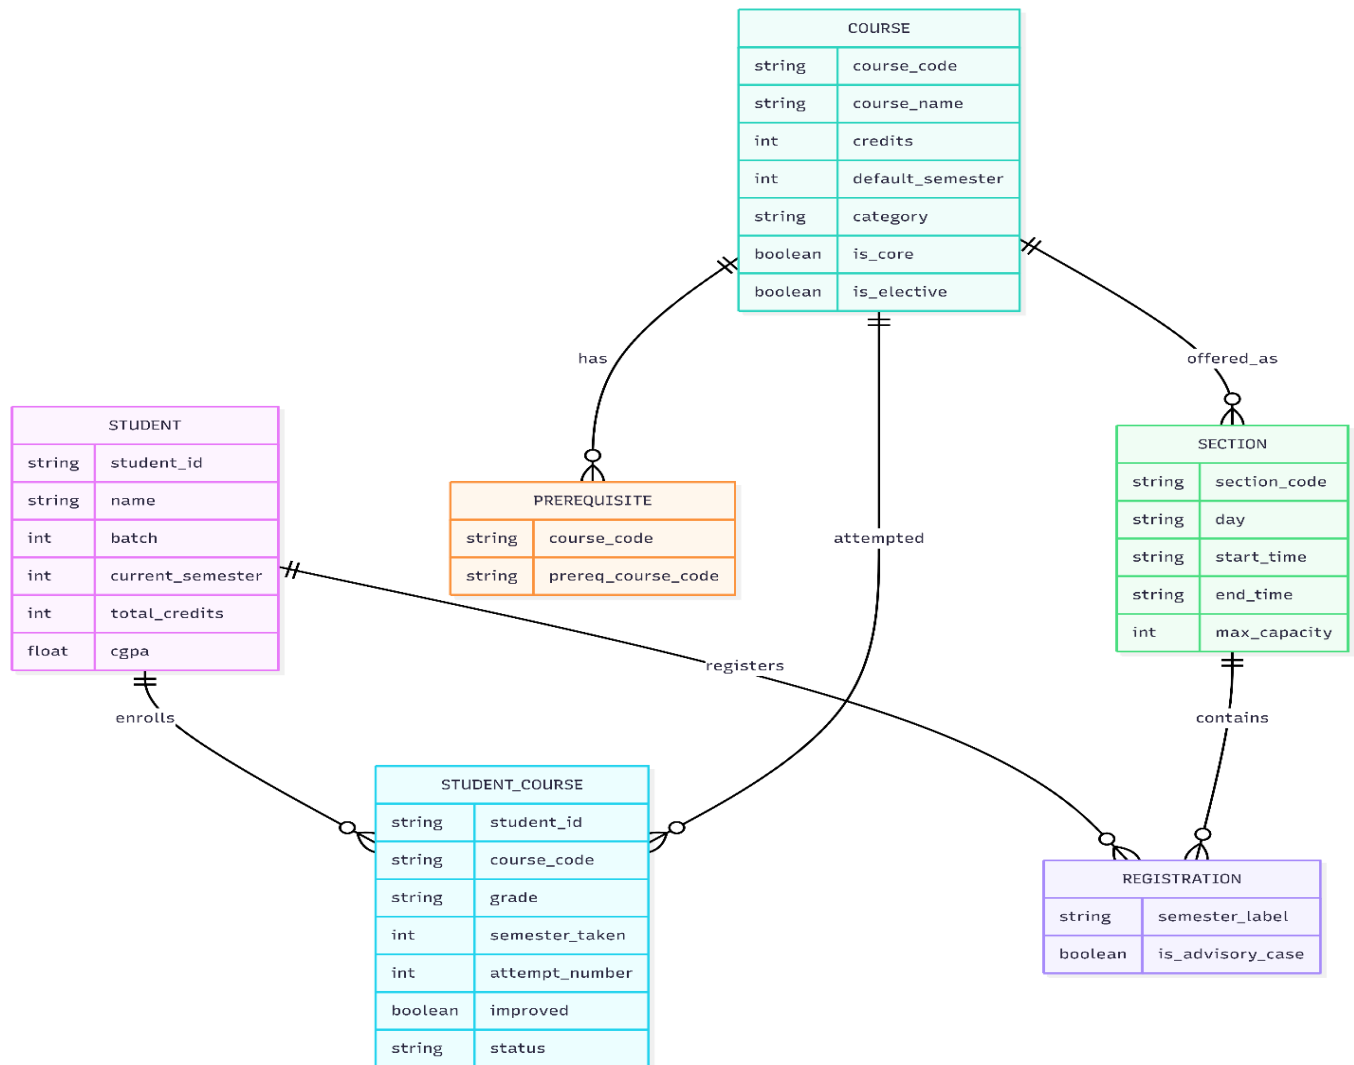 COURSE
string course_code
string course_name
int credits
int default_semester
string category
boolean is_core
boolean is_elective
has
offered_as
STUDENT
string student_id
string name
int batch
int current_semester
int total_credits
float cgpa
PREREQUISITE
string course_code
string prereq_course_code
attempted
SECTION
string section_code
string day
string start_time
string end_time
int max_capacity
registers
enrolls
contains
STUDENT_COURSE
string student_id
string course_code
string grade
int semester_taken
int attempt_number
boolean improved
string status
REGISTRATION
string semester_label
boolean is_advisory_case